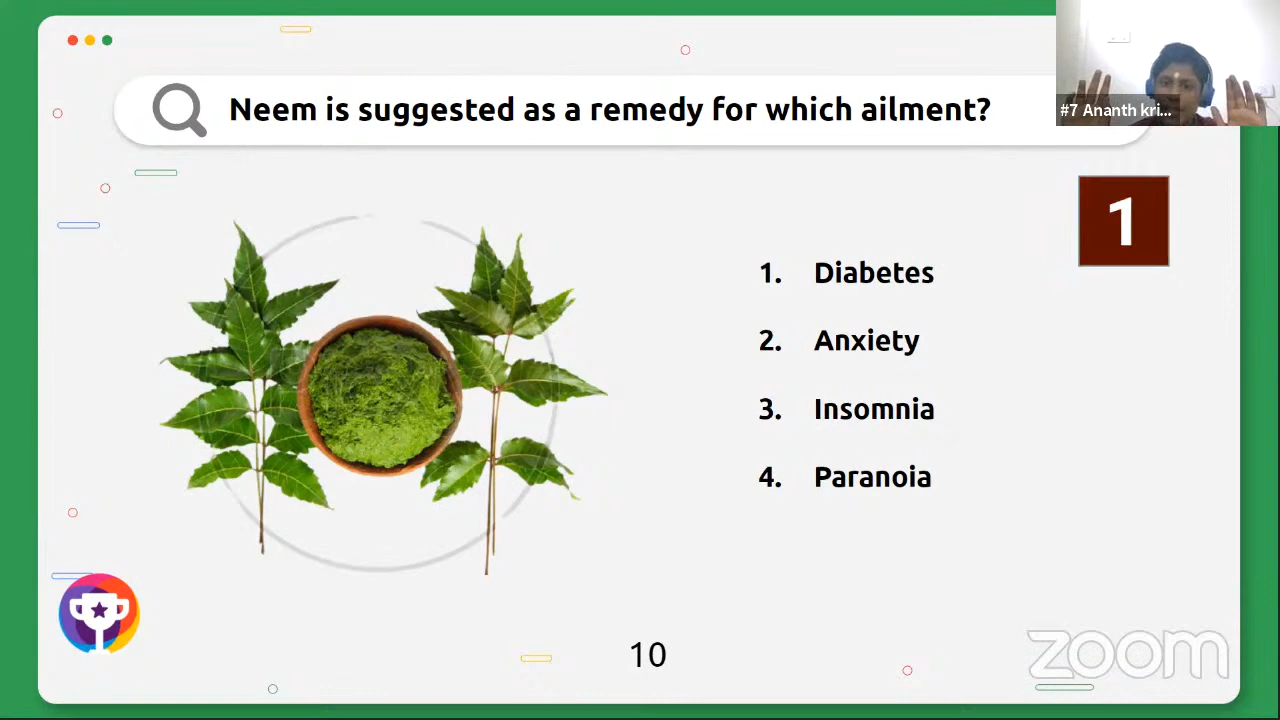 Neem is suggested as a remedy for which ailment?
#7 Ananth kri...
1
1. Diabetes
2. Anxiety
3. Insomnia
4. Paranoia
10
zoom